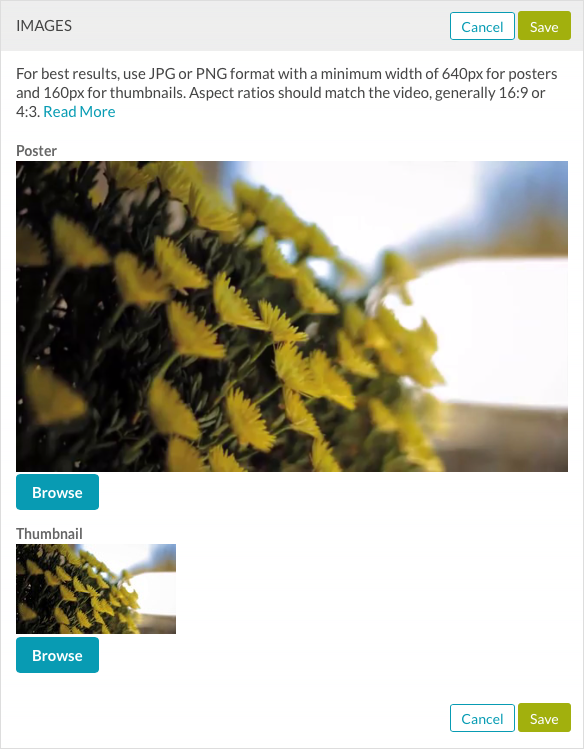 IMAGES
Cancel
Save
For best results, use JPG or PNG format with a minimum width of 640px for posters
and 160px for thumbnails. Aspect ratios should match the video, generally 16:9 or
4:3. Read More
Poster
Browse
Thumbnail
Browse
Cancel
Save